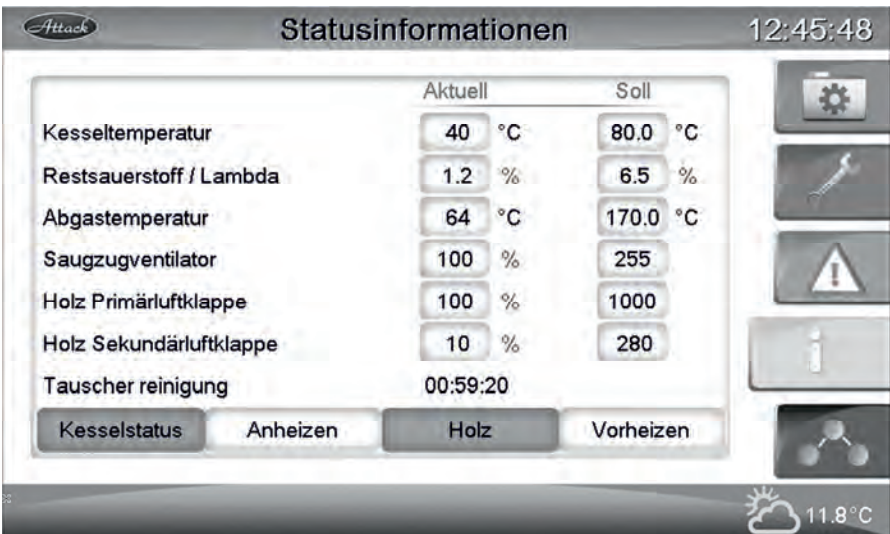 Attack Statusinformationen 12:45:48
Aktuell Soll
Kesseltemperatur 40 °C 80.0 °C
Restsauerstoff / Lambda 1.2 % 6.5 %
Abgastemperatur 64 °C 170.0 °C
Saugzugventilator 100 % 255
Holz Primärluftklappe 100 % 1000
Holz Sekundärluftklappe 10 % 280
Tauscher reinigung 00:59:20
Kesselstatus Anheizen Holz Vorheizen
11.8°C